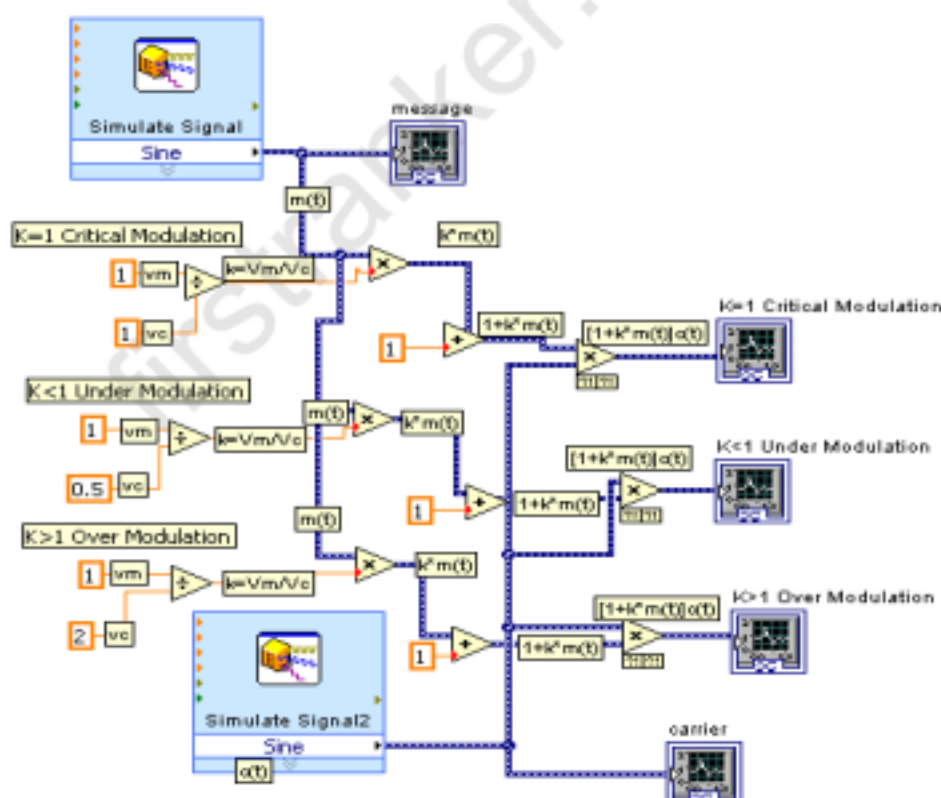 Simulate Signal
Sine
message
m(t)
K=1 Critical Modulation
k*m(t)
1 vm
k=Vm/Vc
1 vc
1
1+k*m(t)
[1+k*m(t)]c(t)
K=1 Critical Modulation
K<1 Under Modulation
1 vm
k=Vm/Vc
0.5 vc
m(t)
k*m(t)
1
1+k*m(t)
[1+k*m(t)]c(t)
K<1 Under Modulation
K>1 Over Modulation
1 vm
k=Vm/Vc
2 vc
m(t)
k*m(t)
1
1+k*m(t)
[1+k*m(t)]c(t)
K>1 Over Modulation
Simulate Signal2
Sine
c(t)
carrier
firstranker.